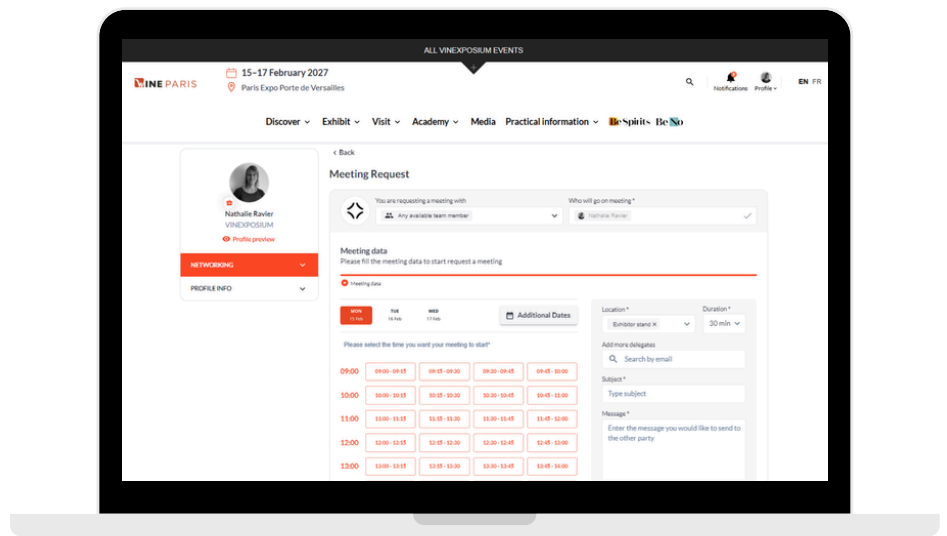 ALL VINEXPOSIUM EVENTS
+
VINE PARIS
15–17 February 2027
Paris Expo Porte de Versailles
Notifications
Profile
EN FR
Discover
Exhibit
Visit
Academy
Media
Practical information
Be Spirits
Be No
Nathalie Ravier
VINEXPOSIUM
Profile preview
NETWORKING
PROFILE INFO
< Back
Meeting Request
You are requesting a meeting with
Any available team member
Who will go on meeting *
Nathalie Ravier
Meeting data
Please fill the meeting data to start request a meeting
Meeting data
MON
15 Feb
TUE
16 Feb
WED
17 Feb
Additional Dates
Please select the time you want your meeting to start*
09:00 09:00 - 09:15 09:15 - 09:30 09:30 - 09:45 09:45 - 10:00
10:00 10:00 - 10:15 10:15 - 10:30 10:30 - 10:45 10:45 - 11:00
11:00 11:00 - 11:15 11:15 - 11:30 11:30 - 11:45 11:45 - 12:00
12:00 12:00 - 12:15 12:15 - 12:30 12:30 - 12:45 12:45 - 13:00
13:00 13:00 - 13:15 13:15 - 13:30 13:30 - 13:45 13:45 - 14:00
Location *
Exhibitor stand ×
Duration *
30 min
Add more delegates
Search by email
Subject *
Type subject
Message *
Enter the message you would like to send to
the other party